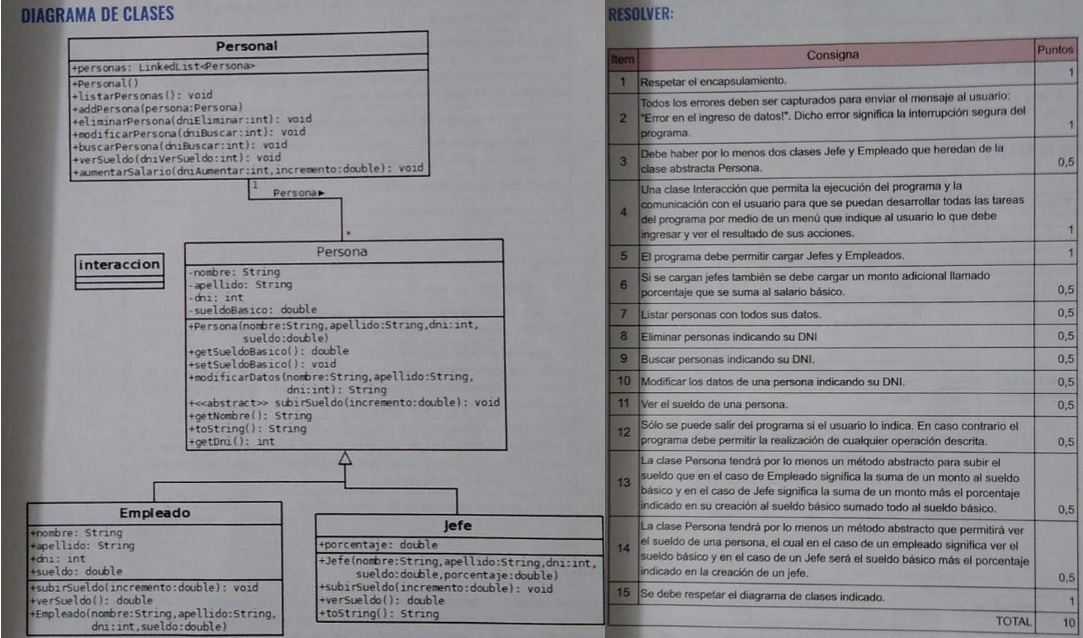 DIAGRAMA DE CLASES
Personal
+personas: LinkedList<Persona>
+Personal()
+listarPersonas(): void
+addPersona(persona:Persona)
+eliminarPersona(dniEliminar:int): void
+modificarPersona(dniBuscar:int): void
+buscarPersona(dniBuscar:int): void
+verSueldo(dniVerSueldo:int): void
+aumentarSalario(dniAumentar:int,incremento:double): void
1
Persona►
*
interaccion
Persona
-nombre: String
-apellido: String
-dni: int
-sueldoBasico: double
+Persona(nombre:String,apellido:String,dni:int,
sueldo:double)
+getSueldoBasico(): double
+setSueldoBasico(): void
+modificarDatos(nombre:String,apellido:String,
dni:int): String
+<<abstract>> subirSueldo(incremento:double): void
+getNombre(): String
+toString(): String
+getDni(): int
Empleado
+nombre: String
+apellido: String
+dni: int
+sueldo: double
+subirSueldo(incremento:double): void
+verSueldo(): double
+Empleado(nombre:String,apellido:String,
dni:int,sueldo:double)
Jefe
+porcentaje: double
+Jefe(nombre:String,apellido:String,dni:int,
sueldo:double,porcentaje:double)
+subirSueldo(incremento:double): void
+verSueldo(): double
+toString(): String
RESOLVER:
Item Consigna Puntos
1 Respetar el encapsulamiento. 1
2 Todos los errores deben ser capturados para enviar el mensaje al usuario:
"Error en el ingreso de datos!". Dicho error significa la interrupción segura del
programa. 1
3 Debe haber por lo menos dos clases Jefe y Empleado que heredan de la
clase abstracta Persona. 0,5
4 Una clase Interacción que permita la ejecución del programa y la
comunicación con el usuario para que se puedan desarrollar todas las tareas
del programa por medio de un menú que indique al usuario lo que debe
ingresar y ver el resultado de sus acciones. 1
5 El programa debe permitir cargar Jefes y Empleados. 1
6 Si se cargan jefes también se debe cargar un monto adicional llamado
porcentaje que se suma al salario básico. 0,5
7 Listar personas con todos sus datos. 0,5
8 Eliminar personas indicando su DNI 0,5
9 Buscar personas indicando su DNI. 0,5
10 Modificar los datos de una persona indicando su DNI. 0,5
11 Ver el sueldo de una persona. 0,5
12 Sólo se puede salir del programa si el usuario lo indica. En caso contrario el
programa debe permitir la realización de cualquier operación descrita. 0,5
13 La clase Persona tendrá por lo menos un método abstracto para subir el
sueldo que en el caso de Empleado significa la suma de un monto al sueldo
básico y en el caso de Jefe significa la suma de un monto más el porcentaje
indicado en su creación al sueldo básico sumado todo al sueldo básico. 0,5
14 La clase Persona tendrá por lo menos un método abstracto que permitirá ver
el sueldo de una persona, el cual en el caso de un empleado significa ver el
sueldo básico y en el caso de un Jefe será el sueldo básico más el porcentaje
indicado en la creación de un jefe. 0,5
15 Se debe respetar el diagrama de clases indicado. 1
TOTAL 10